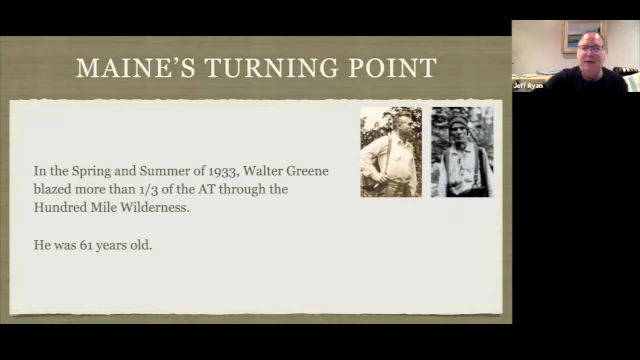 MAINE'S TURNING POINT
In the Spring and Summer of 1933, Walter Greene
blazed more than 1/3 of the AT through the
Hundred Mile Wilderness.
He was 61 years old.
Jeff Ryan